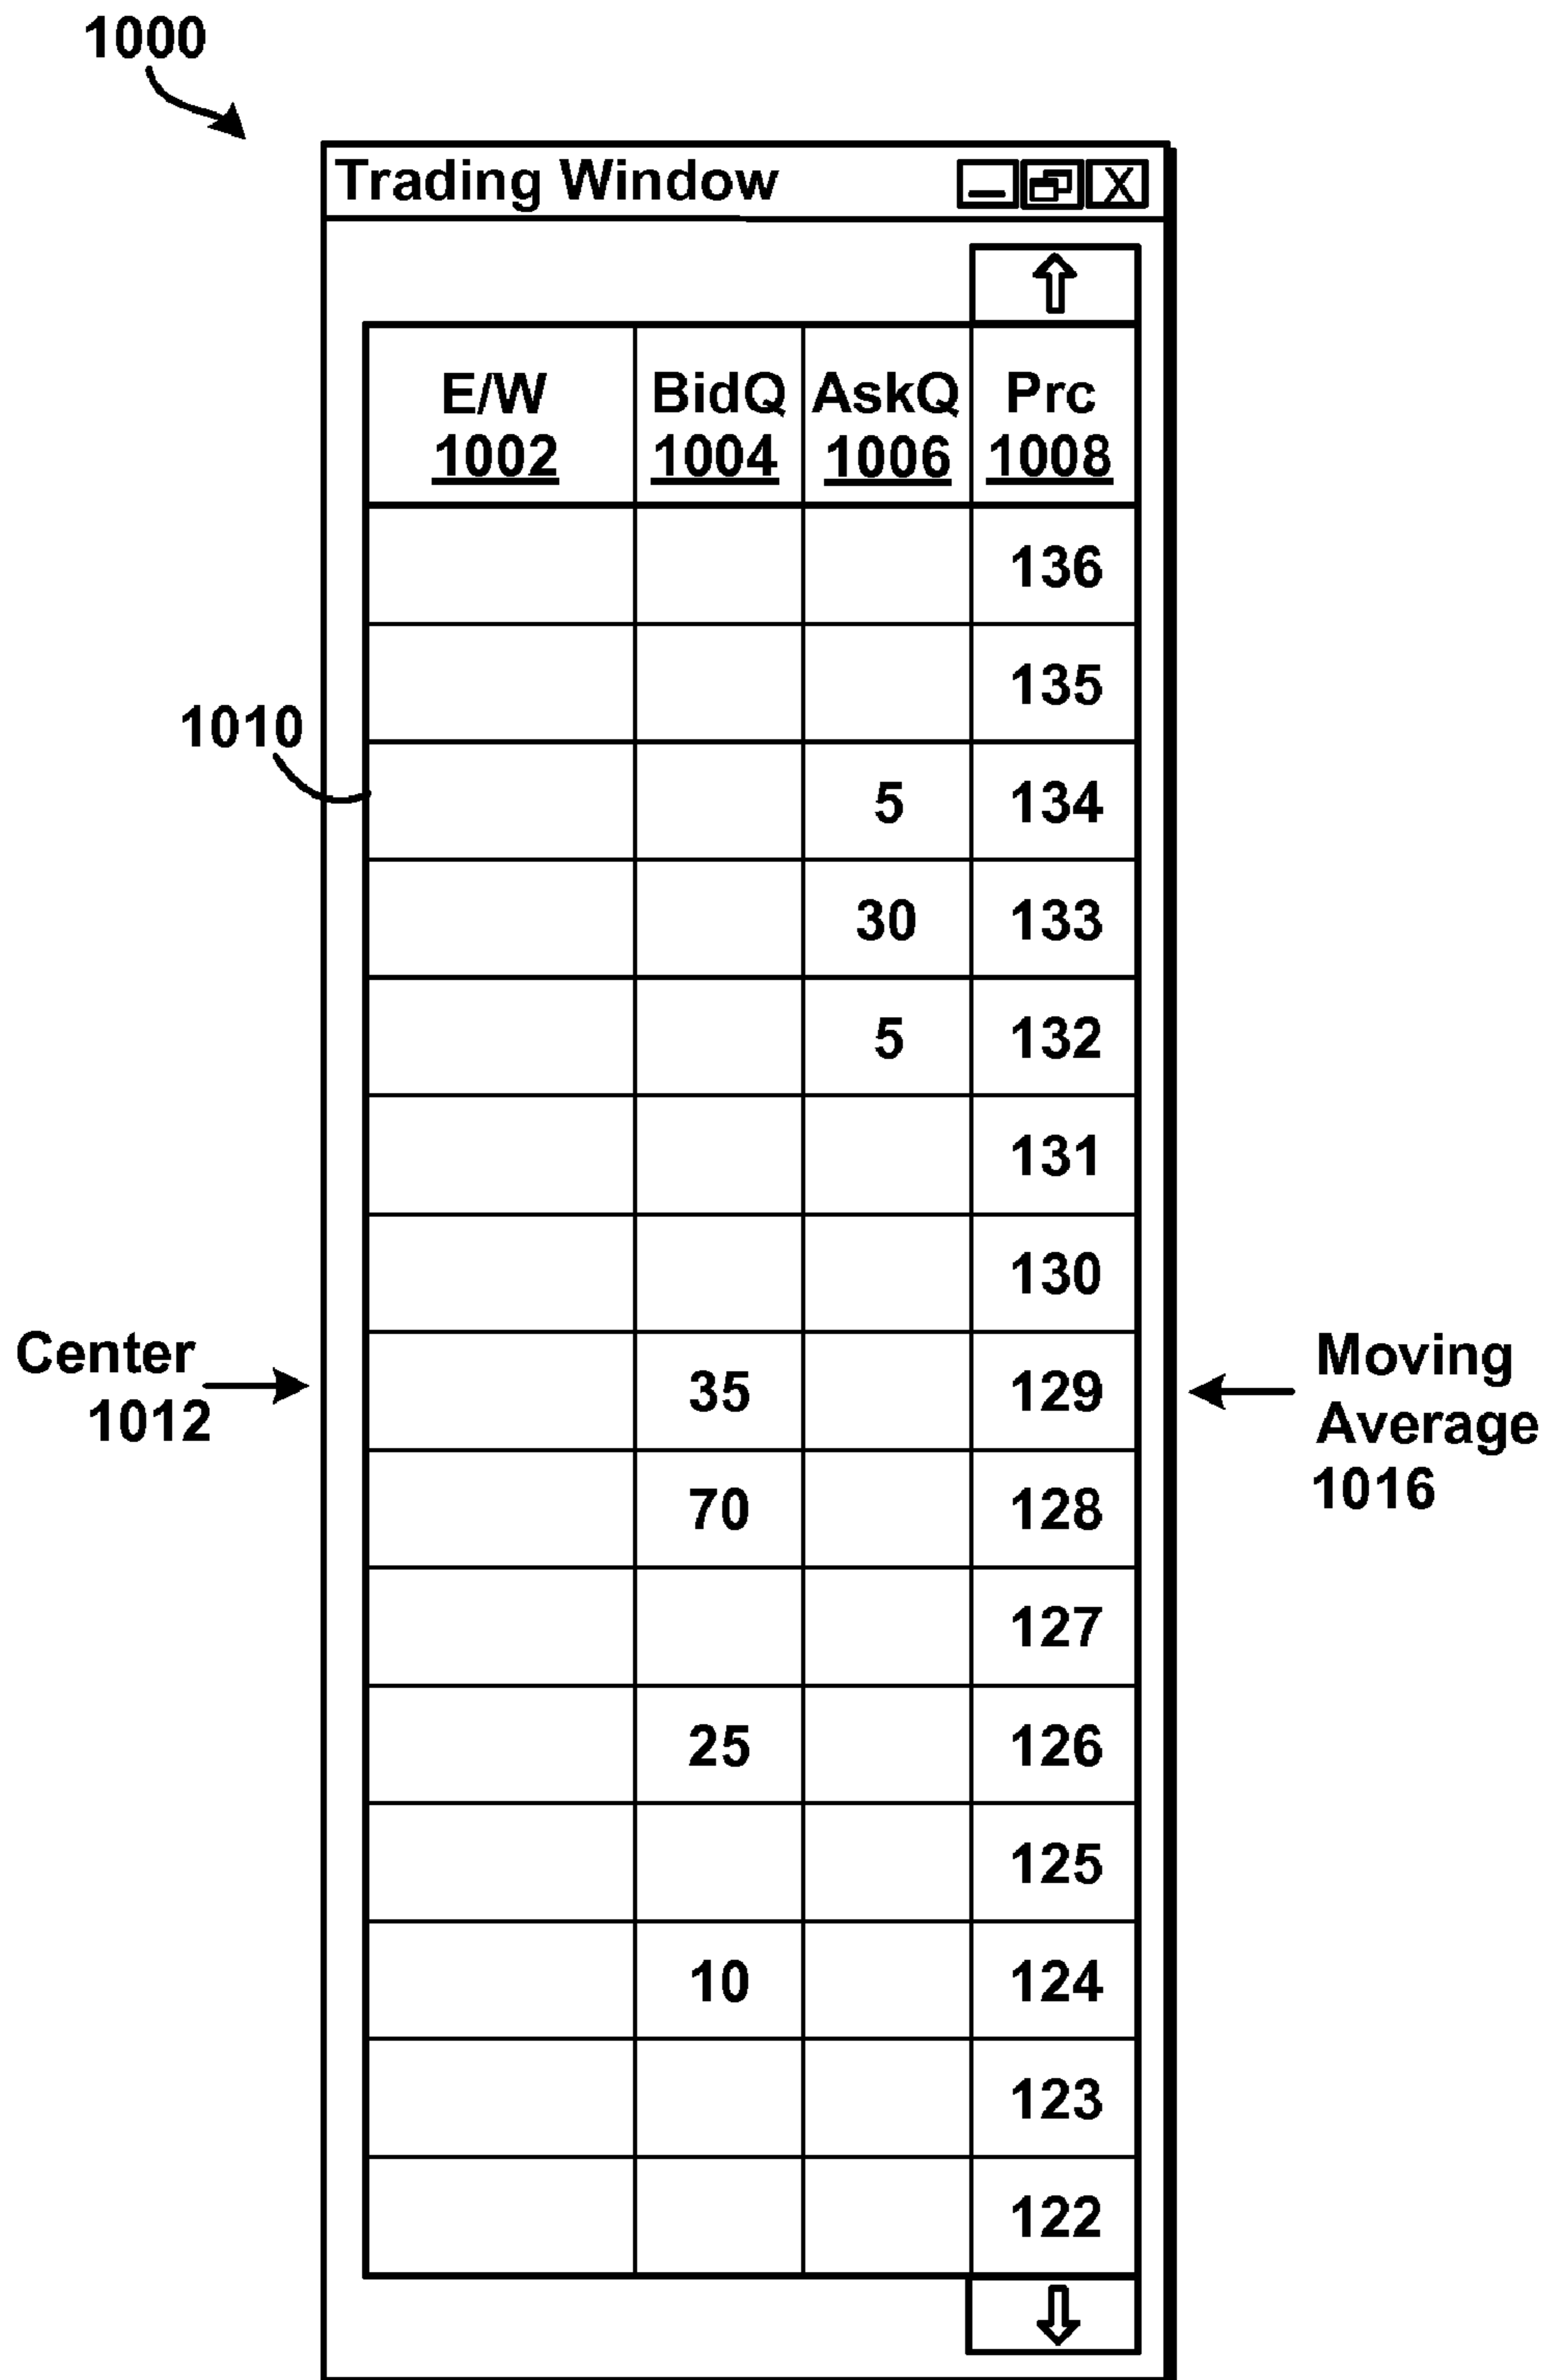 1000
Trading Window
X
E/W BidQ AskQ Prc
1002 1004 1006 1008
136
135
1010
5 134
30 133
5 132
131
130
Center
1012
35 129
Moving
Average
1016
70 128
127
25 126
125
10 124
123
122